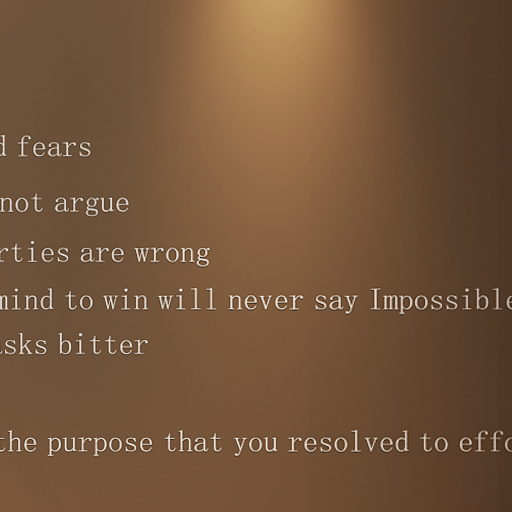 d fears
not argue
rties are wrong
mind to win will never say Impossible
asks bitter
the purpose that you resolved to effo